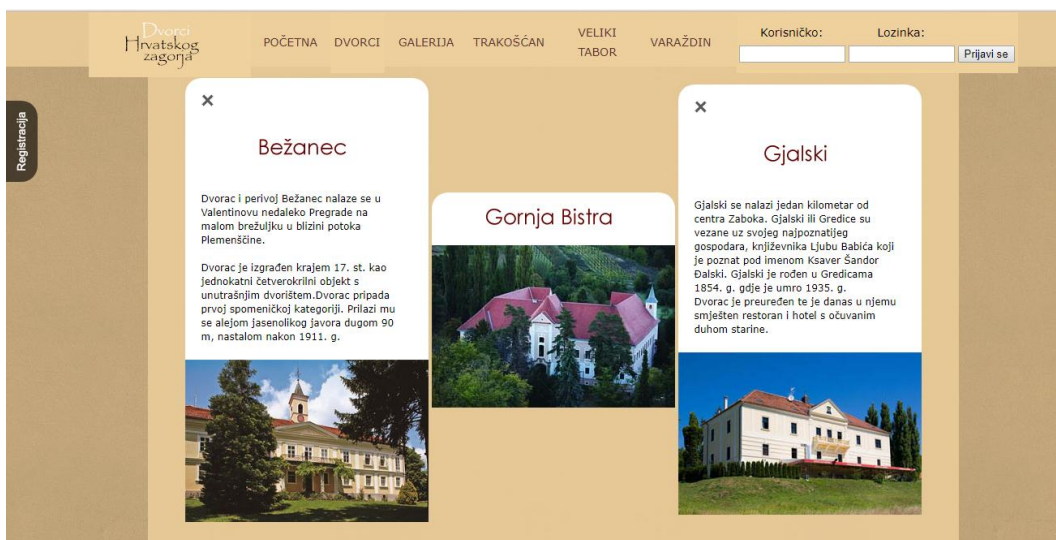 Dvorci
Hrvatskog
zagorja
POČETNA
DVORCI
GALERIJA
TRAKOŠĆAN
VELIKI
TABOR
VARAŽDIN
Korisničko:
Lozinka:
Prijavi se
Registracija
×
Bežanec
Dvorac i perivoj Bežanec nalaze se u
Valentinovu nedaleko Pregrade na
malom brežuljku u blizini potoka
Plemenščine.
Dvorac je izgrađen krajem 17. st. kao
jednokatni četverokrilni objekt s
unutrašnjim dvorištem.Dvorac pripada
prvoj spomeničkoj kategoriji. Prilazi mu
se alejom jasenolikog javora dugom 90
m, nastalom nakon 1911. g.
Gornja Bistra
×
Gjalski
Gjalski se nalazi jedan kilometar od
centra Zaboka. Gjalski ili Gredice su
vezane uz svojeg najpoznatijeg
gospodara, književnika Ljubu Babića koji
je poznat pod imenom Ksaver Šandor
Đalski. Gjalski je rođen u Gredicama
1854. g. gdje je umro 1935. g.
Dvorac je preuređen te je danas u njemu
smješten restoran i hotel s očuvanim
duhom starine.